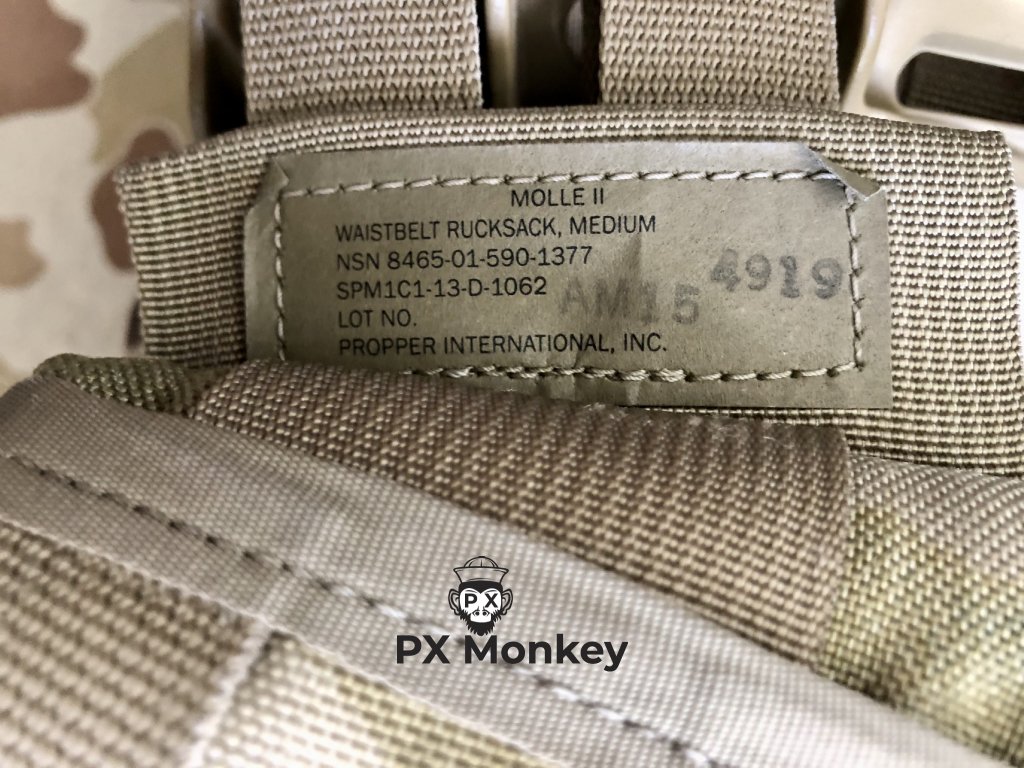 MOLLE II
WAISTBELT RUCKSACK, MEDIUM
NSN 8465-01-590-1377
SPM1C1-13-D-1062
AM15 4919
LOT NO.
PROPPER INTERNATIONAL, INC.
PX
PX Monkey